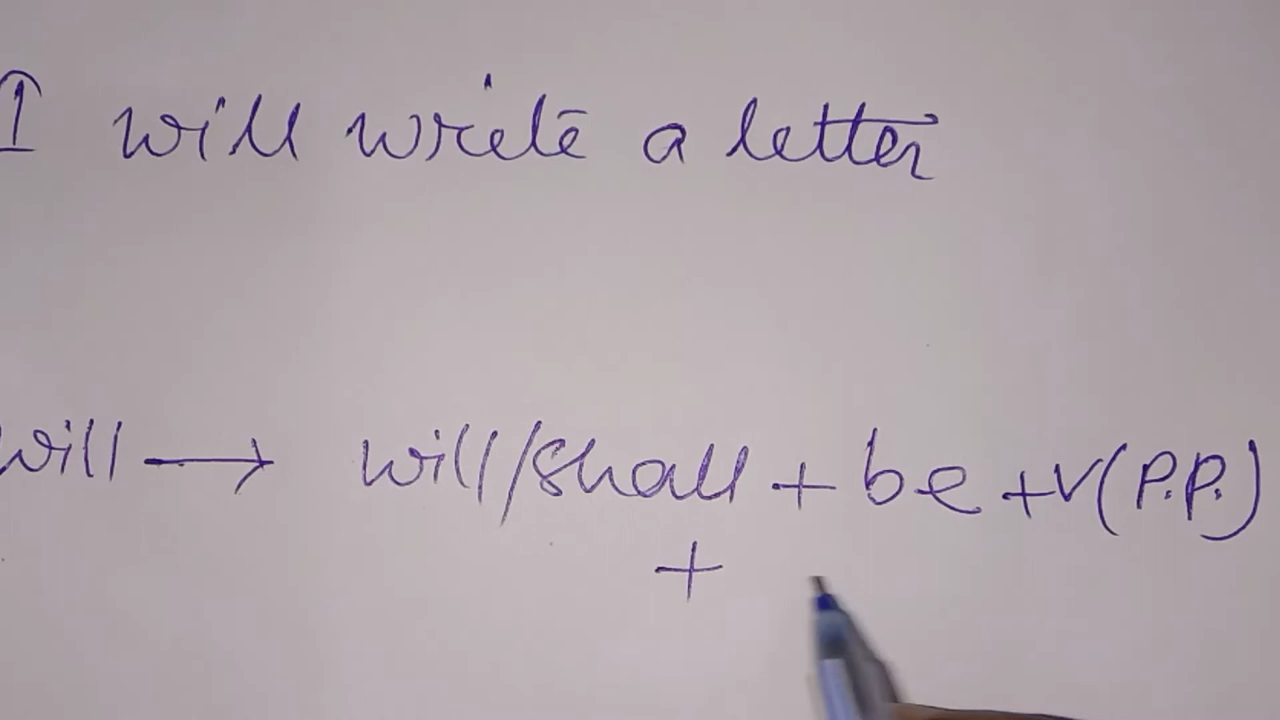 I will write a letter
will → will/shall + be + v(P.P.)
+